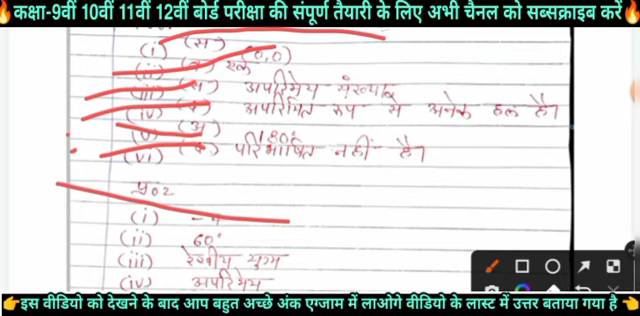 🔥कक्षा-9वीं 10वीं 11वीं 12वीं बोर्ड परीक्षा की संपूर्ण तैयारी के लिए अभी चैनल को सब्सक्राइब करें🔥
(i) (स) (0,0)
(ii) एक
(iii) (स) अपरिमेय संख्याएं
(iv) अपरिमित रूप से अनेक हल है।
(v) (अ) 180°
(vi) परिभाषित नहीं है।
प्र02
(i)
(ii) 60°
(iii) रेखीय युग्म
(iv) अपरिमेय
👉इस वीडियो को देखने के बाद आप बहुत अच्छे अंक एग्जाम में लाओगे वीडियो के लास्ट में उत्तर बताया गया है👈